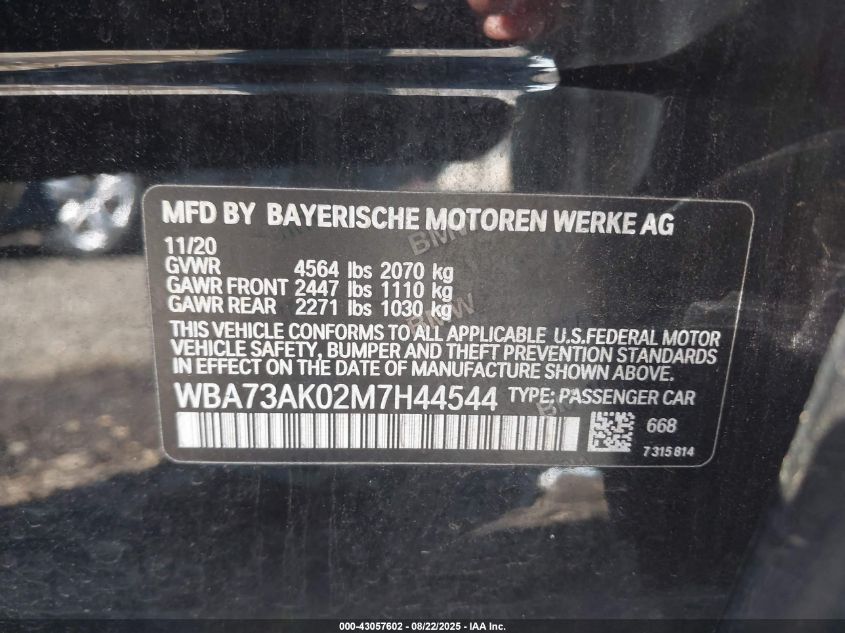 MFD BY BAYERISCHE MOTOREN WERKE AG
11/20
GVWR 4564 lbs 2070 kg
GAWR FRONT 2447 lbs 1110 kg
GAWR REAR 2271 lbs 1030 kg
THIS VEHICLE CONFORMS TO ALL APPLICABLE U.S.FEDERAL MOTOR
VEHICLE SAFETY, BUMPER AND THEFT PREVENTION
STANDARDS IN EFFECT ON THE DATE OF MANUFACTURE SHOWN ABOVE.
WBA73AK02M7H44544 TYPE: PASSENGER CAR
668
7 315 814
BMW
BMW
BMW
000-43057602 - 08/22/2025 - IAA Inc.